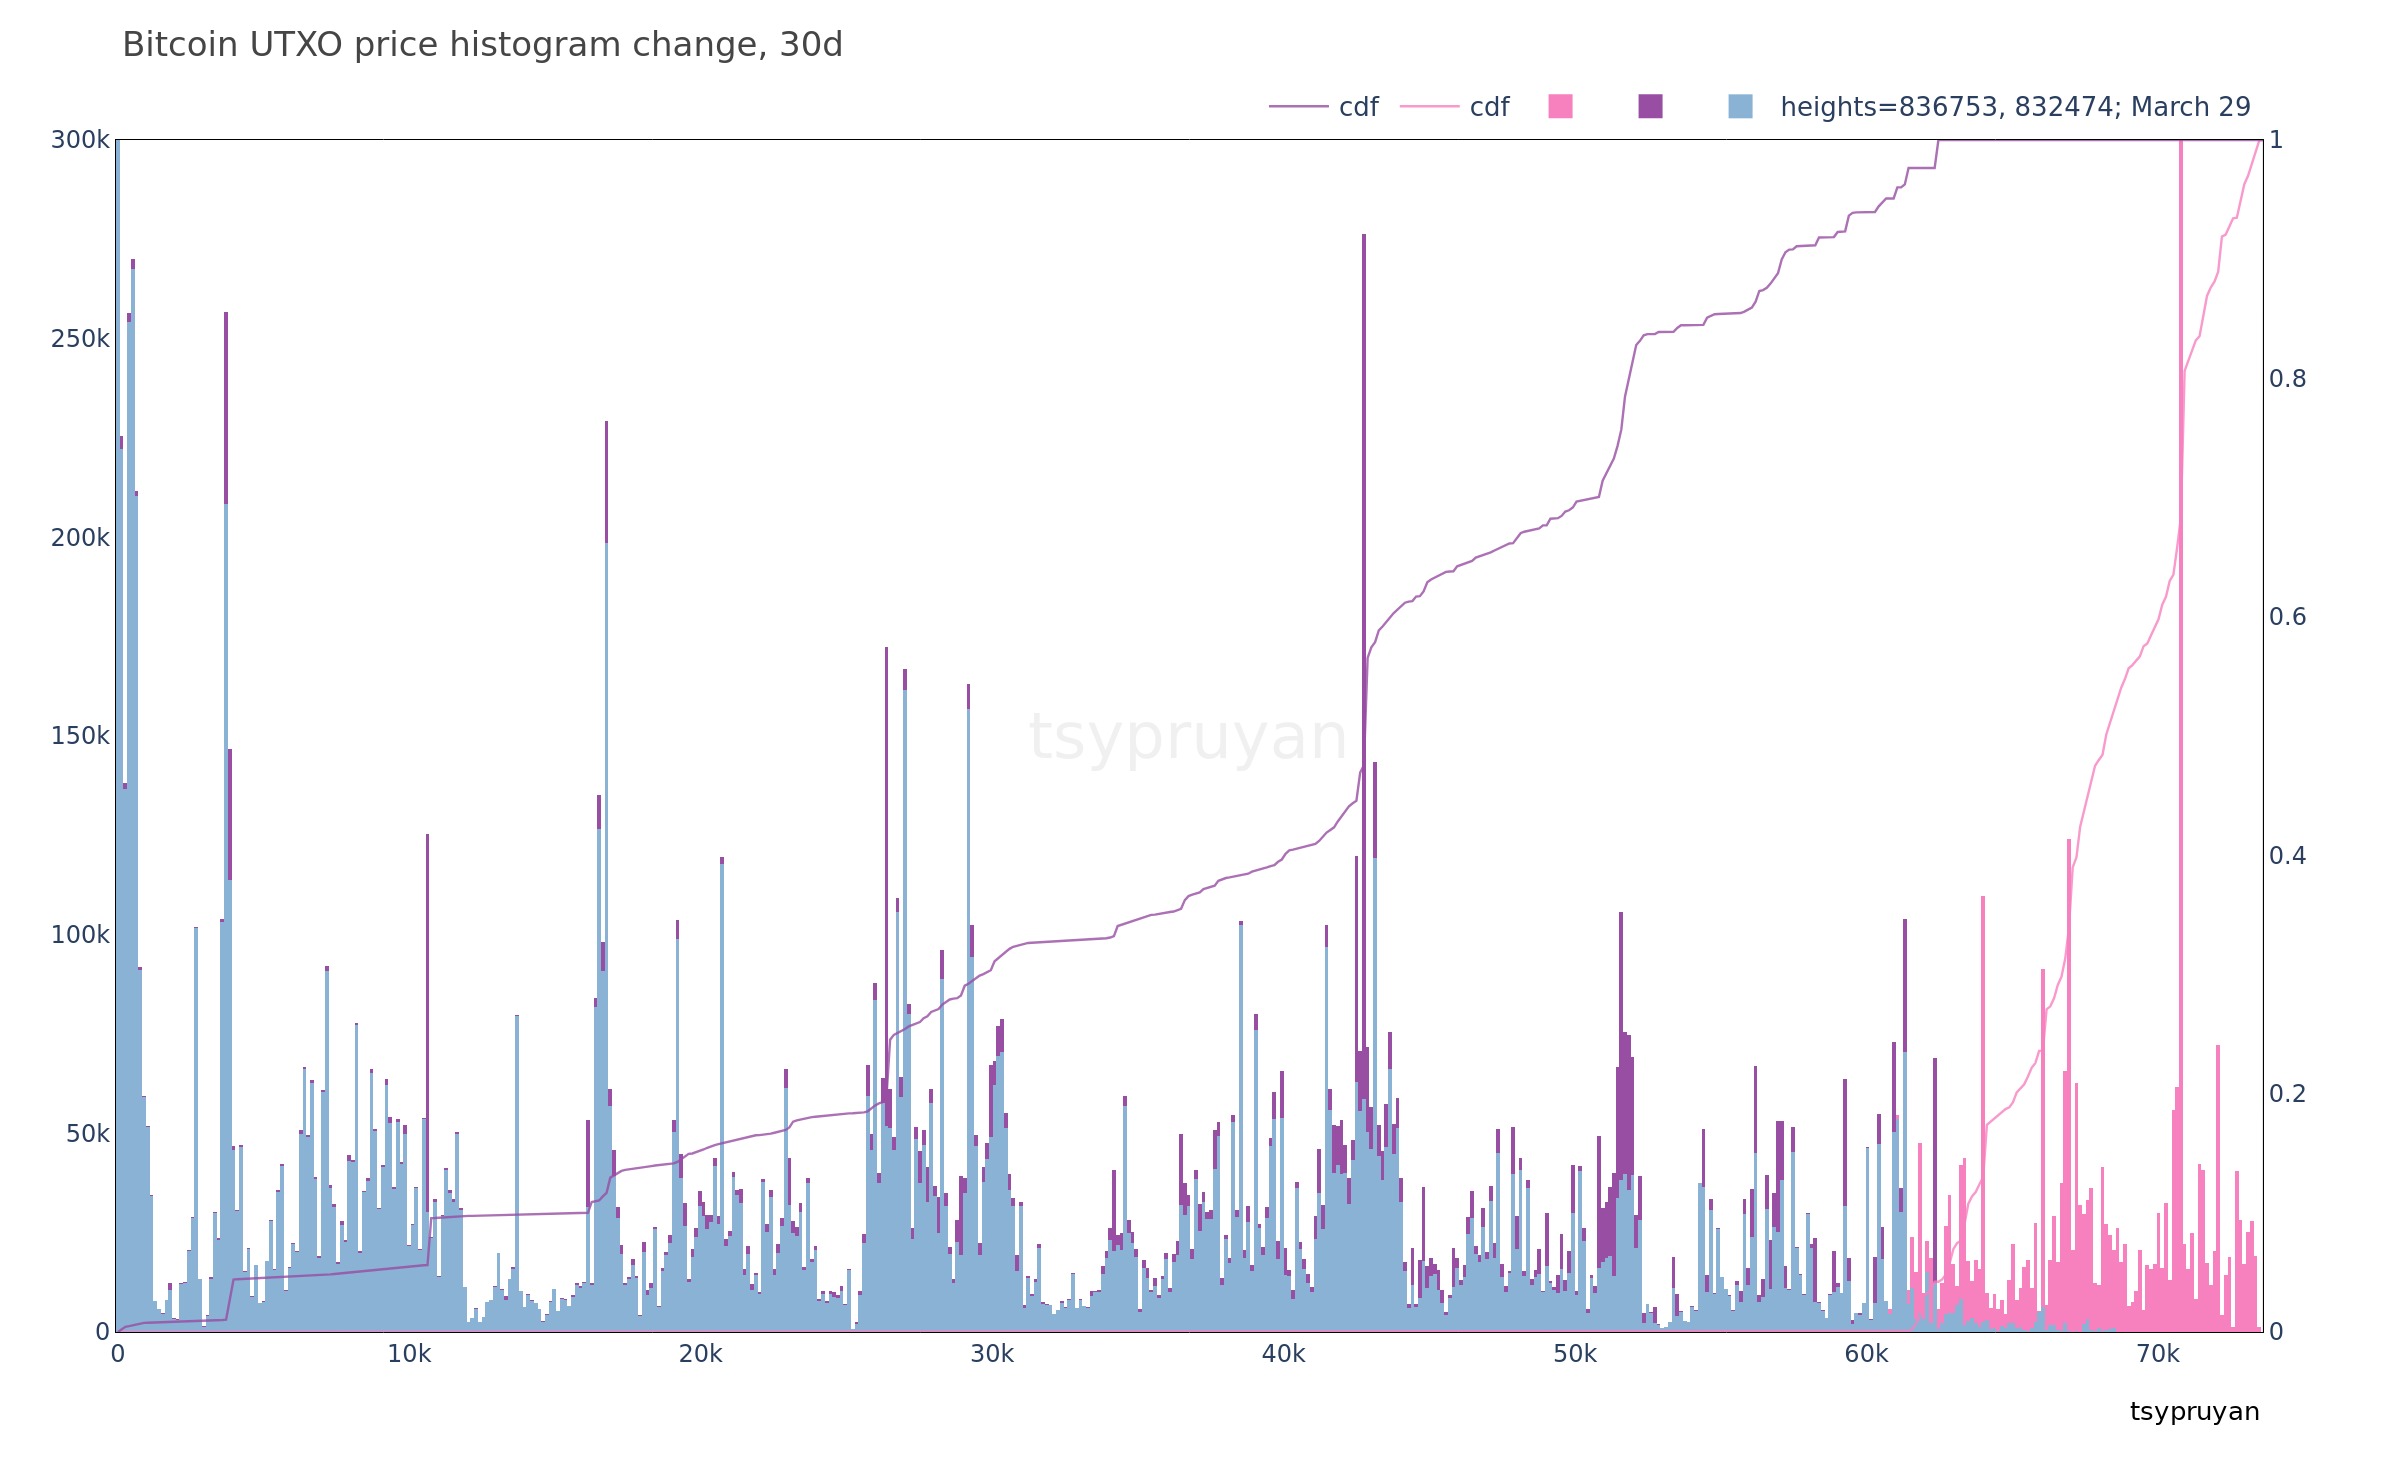 Bitcoin UTXO price histogram change, 30d
cdf cdf heights=836753, 832474; March 29
300k 1
250k
0.8
200k
0.6
150k
tsypruyan
0.4
100k
0.2
50k
0 0
0 10k 20k 30k 40k 50k 60k 70k
tsypruyan